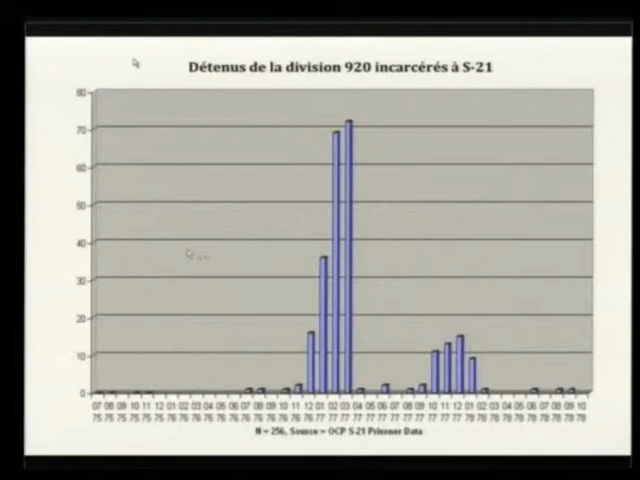 Détenus de la division 920 incarcérés à S-21
80
70
60
50
40
30
20
10
0
07 08 09 10 11 12 01 02 03 04 05 06 07 08 09 10 11 12 01 02 03 04 05 06 07 08 09 10 11 12 01 02 03 04 05 06 07 08 09 10
75 75 75 75 75 75 76 76 76 76 76 76 76 76 76 76 76 76 77 77 77 77 77 77 77 77 77 77 77 77 78 78 78 78 78 78 78 78 78 78
N = 256, Source = OCP S-21 Prisoner Data